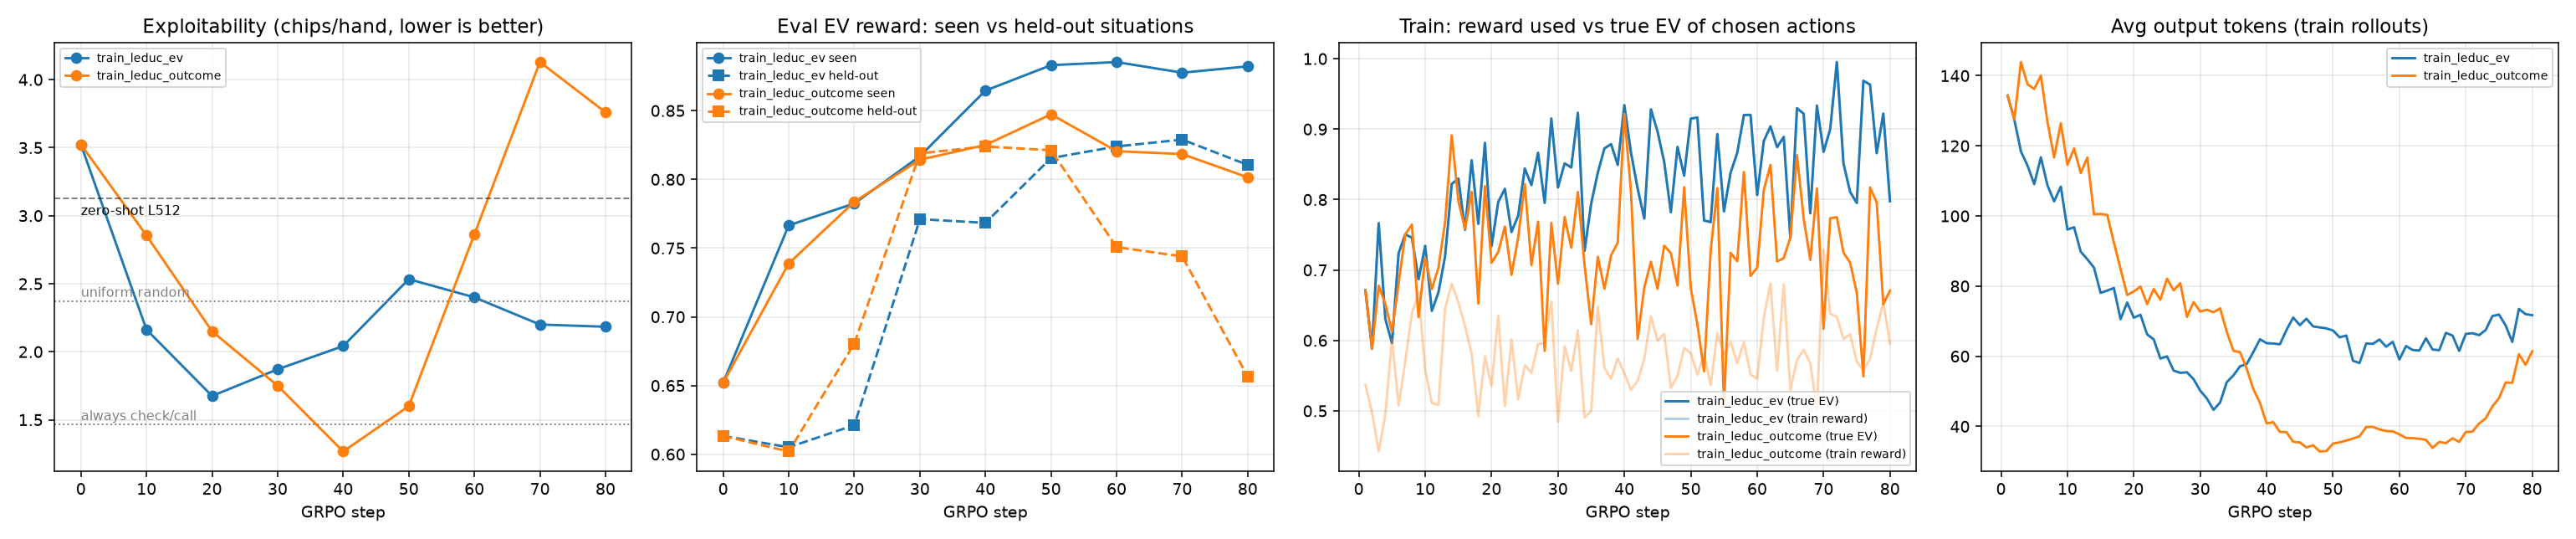 Exploitability (chips/hand, lower is better)
train_leduc_ev
train_leduc_outcome
4.0
3.5
3.0
2.5
2.0
1.5
zero-shot L512
uniform random
always check/call
0 10 20 30 40 50 60 70 80
GRPO step
Eval EV reward: seen vs held-out situations
train_leduc_ev seen
train_leduc_ev held-out
train_leduc_outcome seen
train_leduc_outcome held-out
0.85
0.80
0.75
0.70
0.65
0.60
0 10 20 30 40 50 60 70 80
GRPO step
Train: reward used vs true EV of chosen actions
1.0
0.9
0.8
0.7
0.6
0.5
train_leduc_ev (true EV)
train_leduc_ev (train reward)
train_leduc_outcome (true EV)
train_leduc_outcome (train reward)
0 10 20 30 40 50 60 70 80
GRPO step
Avg output tokens (train rollouts)
train_leduc_ev
train_leduc_outcome
140
120
100
80
60
40
0 10 20 30 40 50 60 70 80
GRPO step